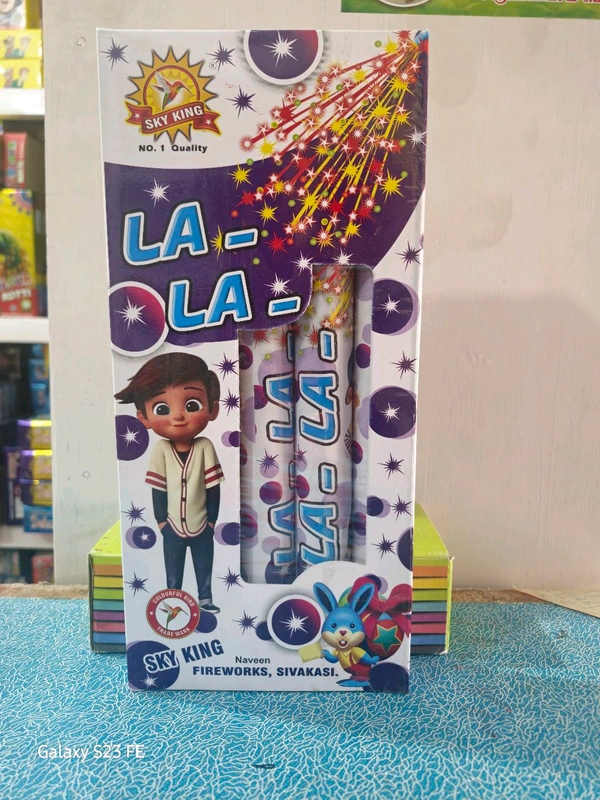 SKY KING
NO. 1 Quality
LA -
LA -
LA - LA -
LA - LA -
COLOURFUL BIRD
TRADE MARK
SKY KING
Naveen
FIREWORKS, SIVAKASI.
Galaxy S23 FE